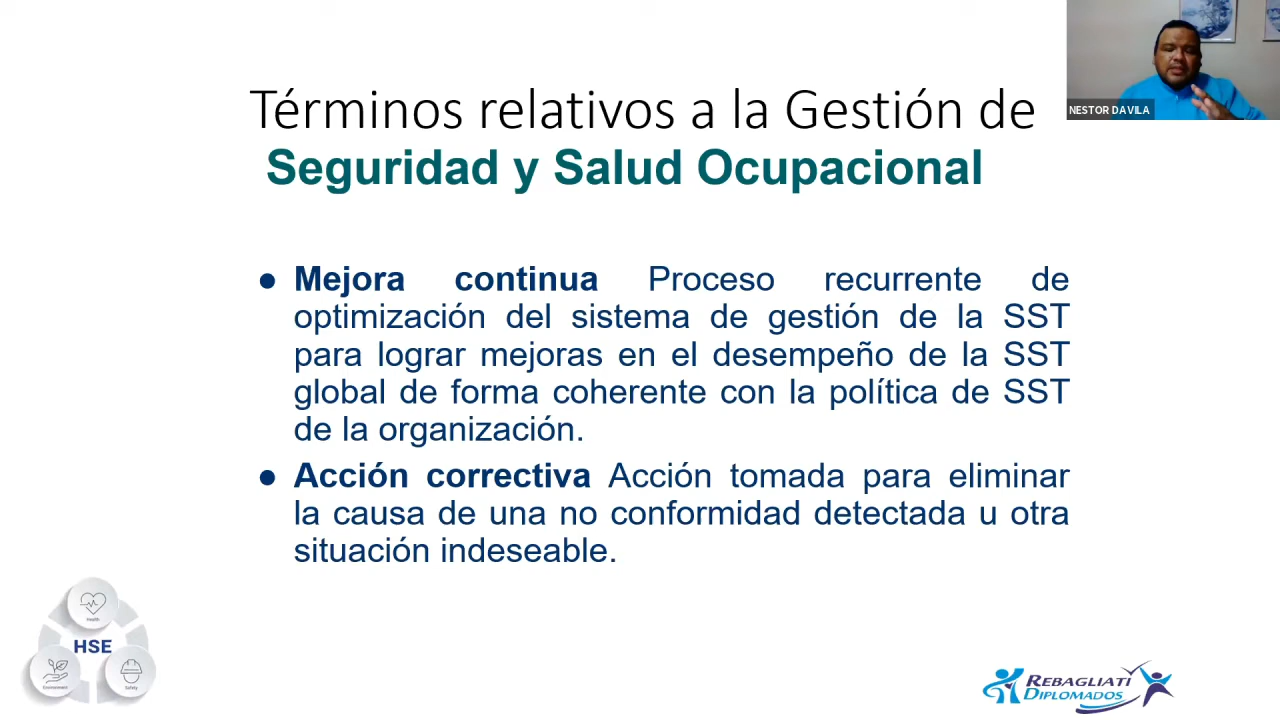 Términos relativos a la Gestión de
Seguridad y Salud Ocupacional
NESTOR DAVILA
● Mejora continua Proceso recurrente de
optimización del sistema de gestión de la SST
para lograr mejoras en el desempeño de la SST
global de forma coherente con la política de SST
de la organización.
● Acción correctiva Acción tomada para eliminar
la causa de una no conformidad detectada u otra
situación indeseable.
Health
HSE
Environment
Safety
REBAGLIATI
DIPLOMADOS